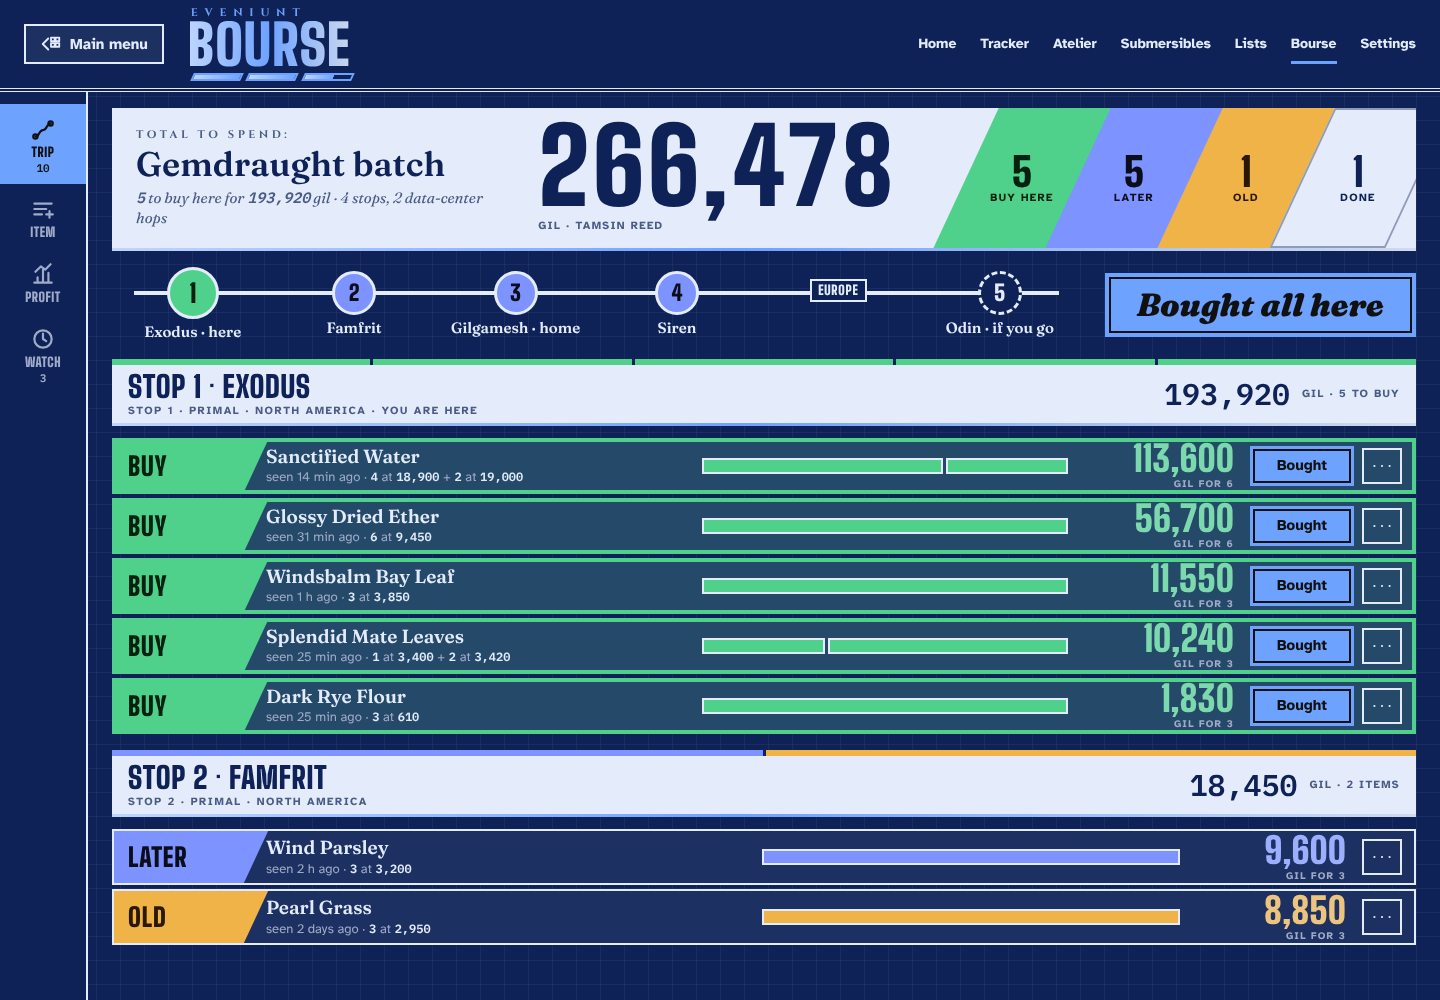 Main menu
EVENIUNT
BOURSE
Home
Tracker
Atelier
Submersibles
Lists
Bourse
Settings
TRIP
10
ITEM
PROFIT
WATCH
3
TOTAL TO SPEND:
Gemdraught batch
5 to buy here for 193,920 gil · 4 stops, 2 data-center
hops
266,478
GIL · TAMSIN REED
5
BUY HERE
5
LATER
1
OLD
1
DONE
1
Exodus · here
2
Famfrit
3
Gilgamesh · home
4
Siren
EUROPE
5
Odin · if you go
Bought all here
STOP 1 · EXODUS
STOP 1 · PRIMAL · NORTH AMERICA · YOU ARE HERE
193,920 GIL · 5 TO BUY
BUY
Sanctified Water
seen 14 min ago · 4 at 18,900 + 2 at 19,000
113,600
GIL FOR 6
Bought
...
BUY
Glossy Dried Ether
seen 31 min ago · 6 at 9,450
56,700
GIL FOR 6
Bought
...
BUY
Windsbalm Bay Leaf
seen 1 h ago · 3 at 3,850
11,550
GIL FOR 3
Bought
...
BUY
Splendid Mate Leaves
seen 25 min ago · 1 at 3,400 + 2 at 3,420
10,240
GIL FOR 3
Bought
...
BUY
Dark Rye Flour
seen 25 min ago · 3 at 610
1,830
GIL FOR 3
Bought
...
STOP 2 · FAMFRIT
STOP 2 · PRIMAL · NORTH AMERICA
18,450 GIL · 2 ITEMS
LATER
Wind Parsley
seen 2 h ago · 3 at 3,200
9,600
GIL FOR 3
...
OLD
Pearl Grass
seen 2 days ago · 3 at 2,950
8,850
GIL FOR 3
...